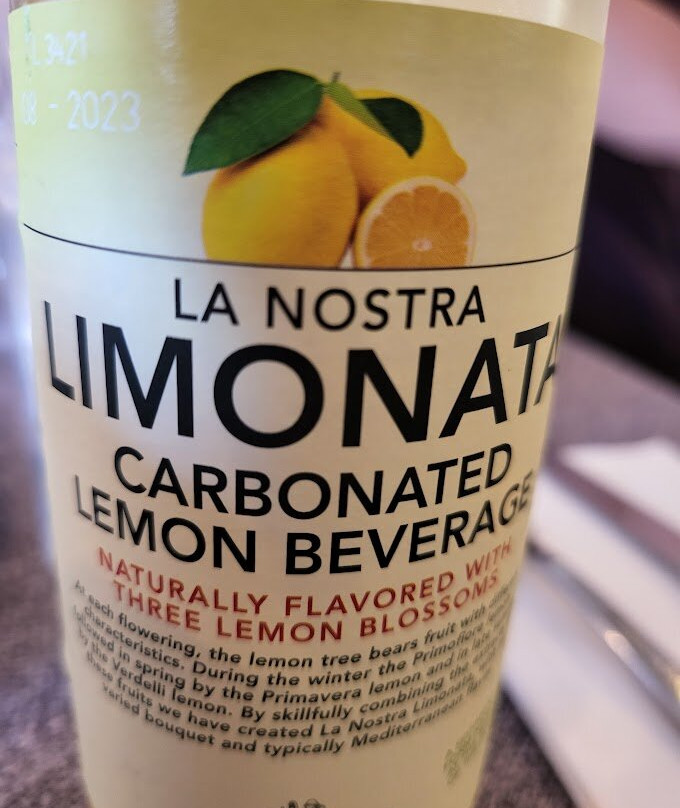 L 3421
08 - 2023
LA NOSTRA
LIMONATA
CARBONATED
LEMON BEVERAGE
NATURALLY FLAVORED WITH
THREE LEMON BLOSSOMS
At each flowering, the lemon tree bears fruit with
characteristics. During the winter the Primofiore
followed in spring by the Primavera lemon and in late
by the Verdelli lemon. By skillfully combining the
these fruits we have created La Nostra Limonata
varied bouquet and typically Mediterranean